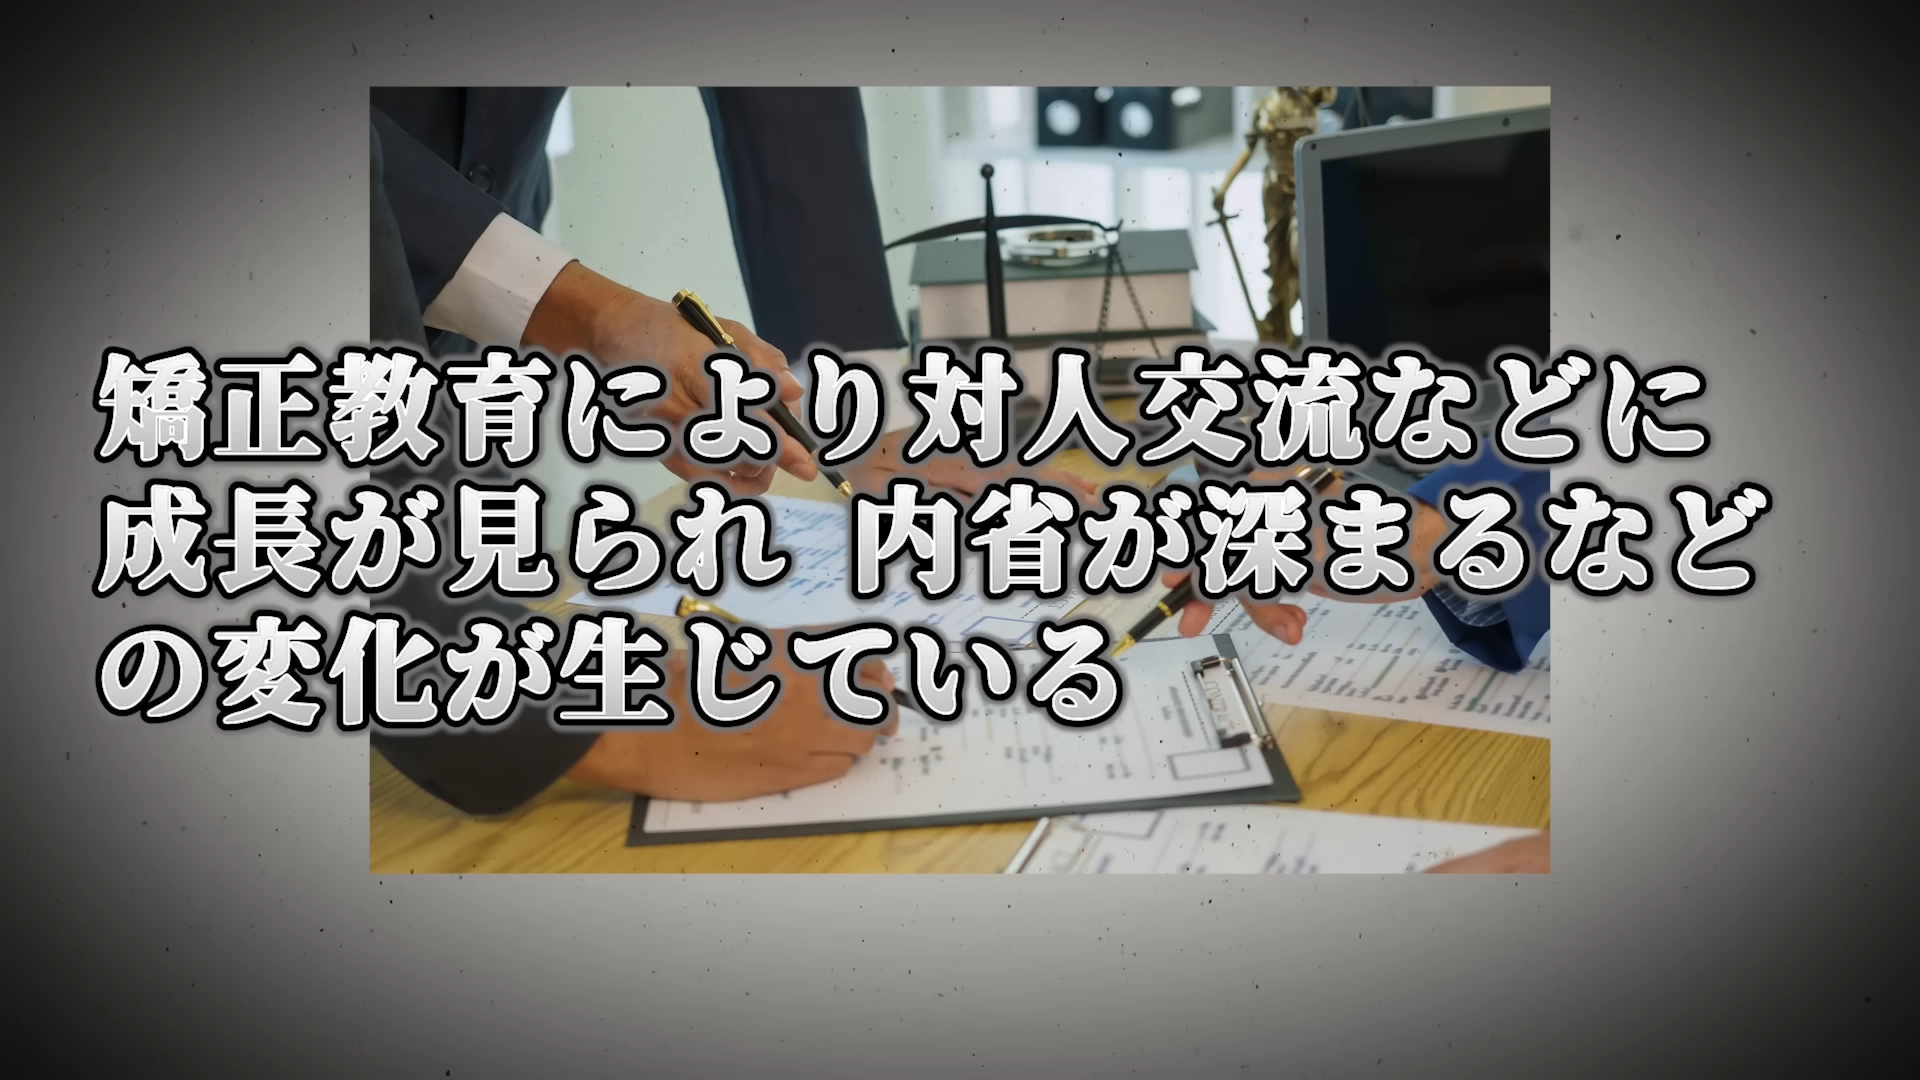 矯正教育により対人交流などに
成長が見られ 内省が深まるなど
の変化が生じている